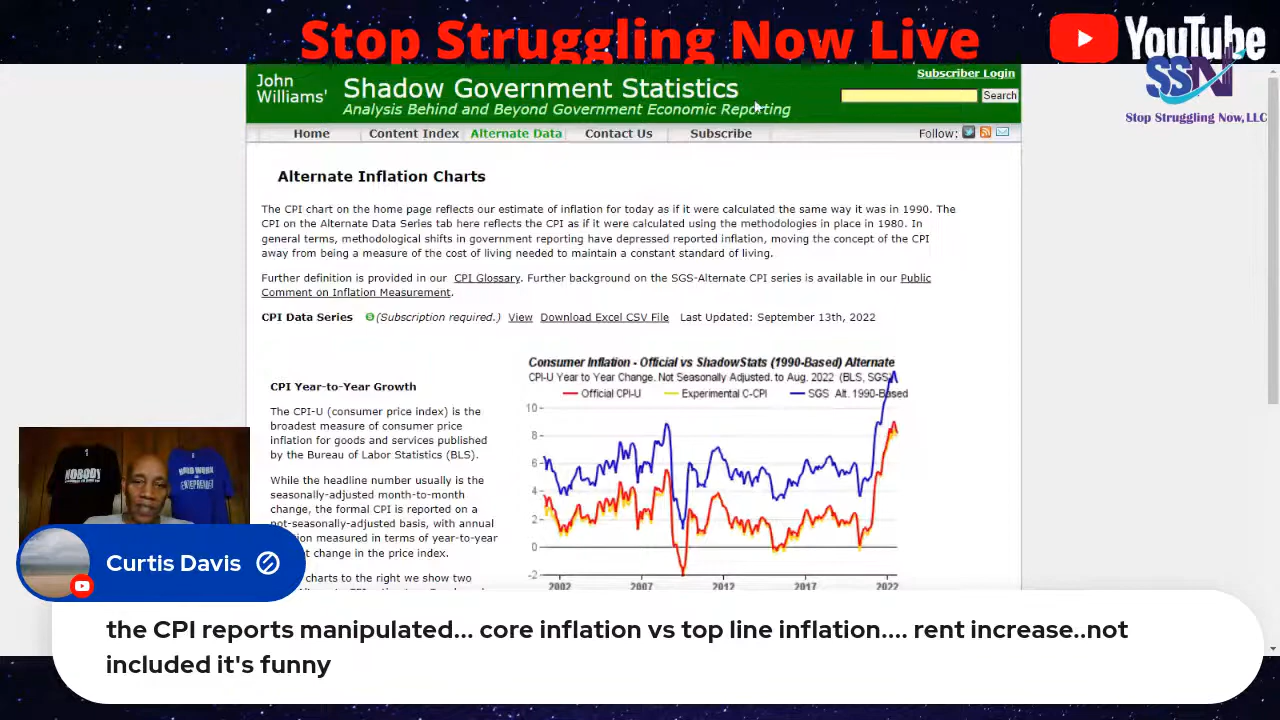 Stop Struggling Now Live
YouTube
SSN
Stop Struggling Now, LLC
John
Williams'
Shadow Government Statistics
Analysis Behind and Beyond Government Economic Reporting
Subscriber Login
Search
Home
Content Index
Alternate Data
Contact Us
Subscribe
Follow:
Alternate Inflation Charts
The CPI chart on the home page reflects our estimate of inflation for today as if it were calculated the same way it was in 1990. The
CPI on the Alternate Data Series tab here reflects the CPI as if it were calculated using the methodologies in place in 1980. In
general terms, methodological shifts in government reporting have depressed reported inflation, moving the concept of the CPI
away from being a measure of the cost of living needed to maintain a constant standard of living.
Further definition is provided in our CPI Glossary. Further background on the SGS-Alternate CPI series is available in our Public
Comment on Inflation Measurement.
CPI Data Series (Subscription required.) View Download Excel CSV File Last Updated: September 13th, 2022
CPI Year-to-Year Growth
The CPI-U (consumer price index) is the
broadest measure of consumer price
inflation for goods and services published
by the Bureau of Labor Statistics (BLS).
While the headline number usually is the
seasonally-adjusted month-to-month
change, the formal CPI is reported on a
not-seasonally-adjusted basis, with annual
measured in terms of year-to-year
change in the price index.
charts to the right we show two
Consumer Inflation - Official vs ShadowStats (1990-Based) Alternate
CPI-U Year to Year Change. Not Seasonally Adjusted. to Aug. 2022 (BLS, SGS)
Official CPI-U
Experimental C-CPI
SGS Alt. 1990-Based
10
8
6
4
2
0
-2
2002
2007
2012
2017
2022
NOBODY
HARD WORK
ENTREPRENEUR
Curtis Davis
the CPI reports manipulated... core inflation vs top line inflation.... rent increase..not
included it's funny